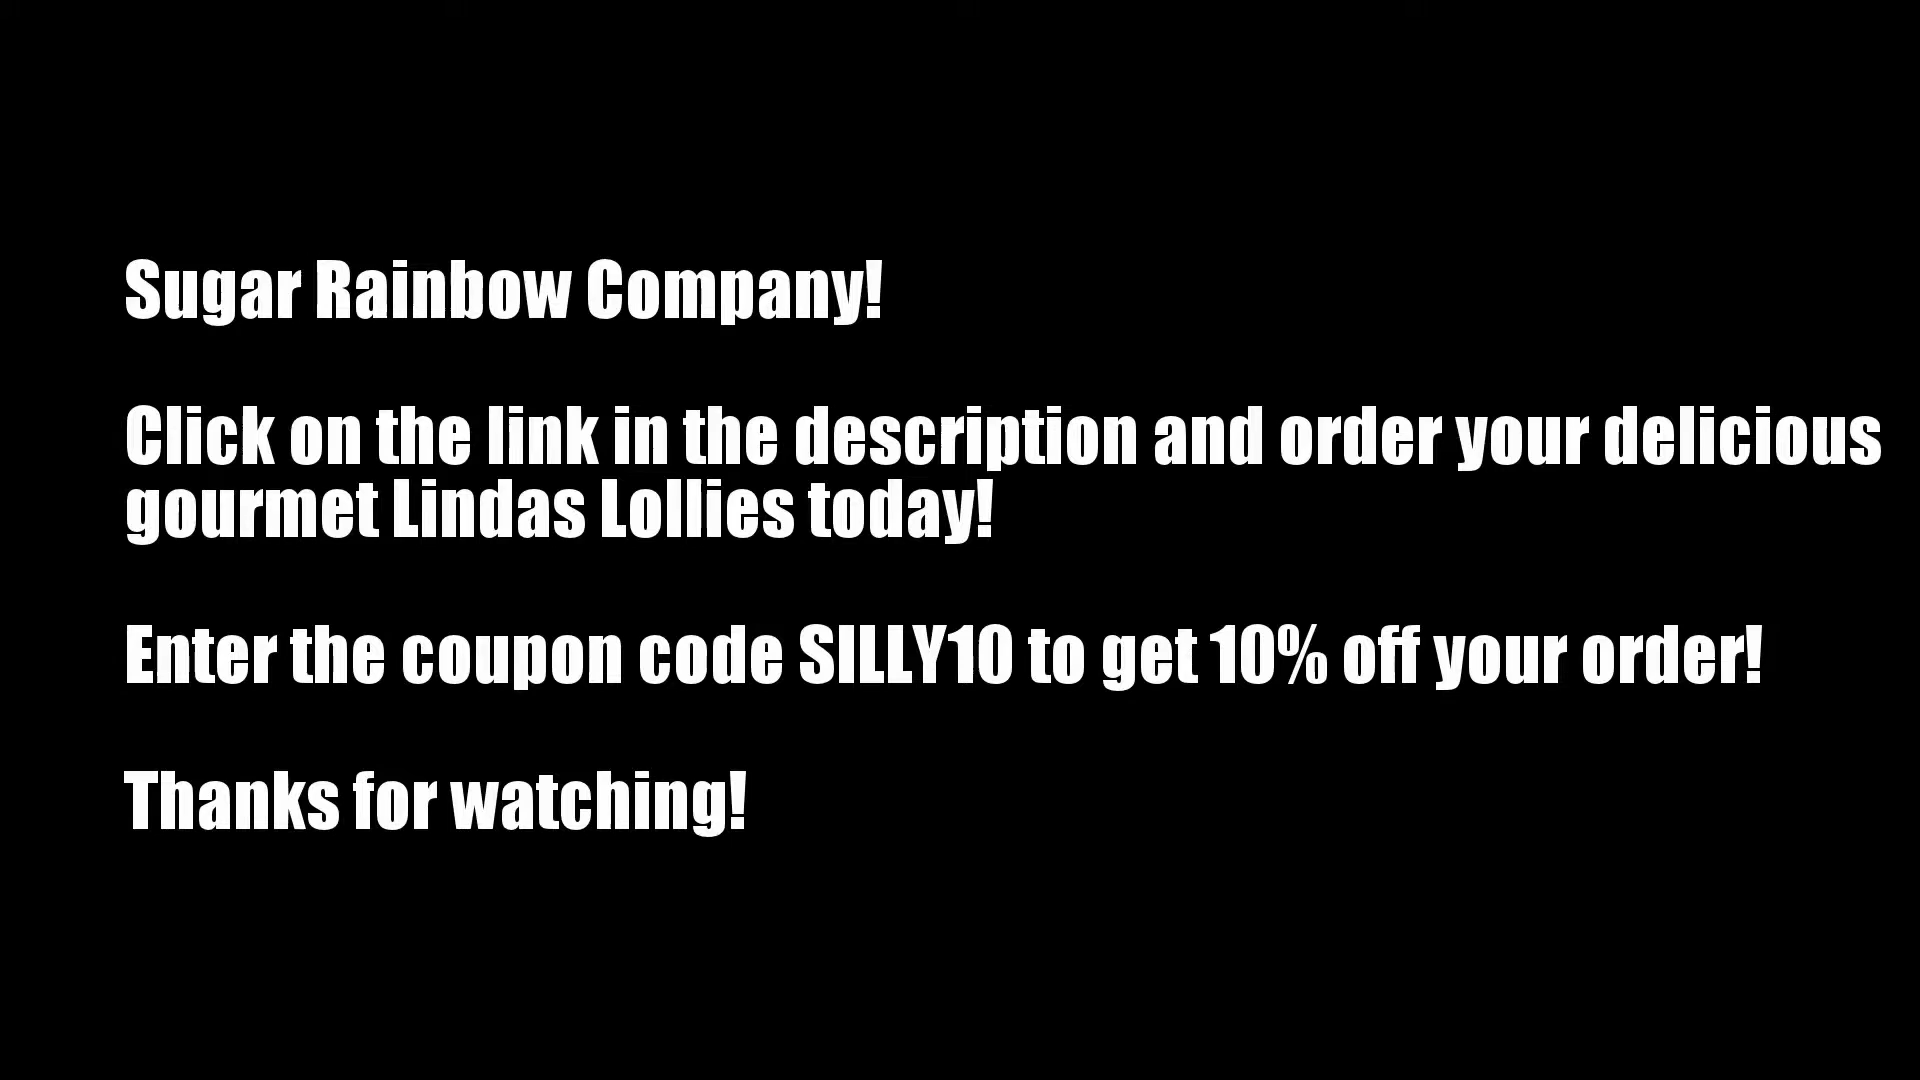 Sugar Rainbow Company!
Click on the link in the description and order your delicious
gourmet Lindas Lollies today!
Enter the coupon code SILLY10 to get 10% off your order!
Thanks for watching!